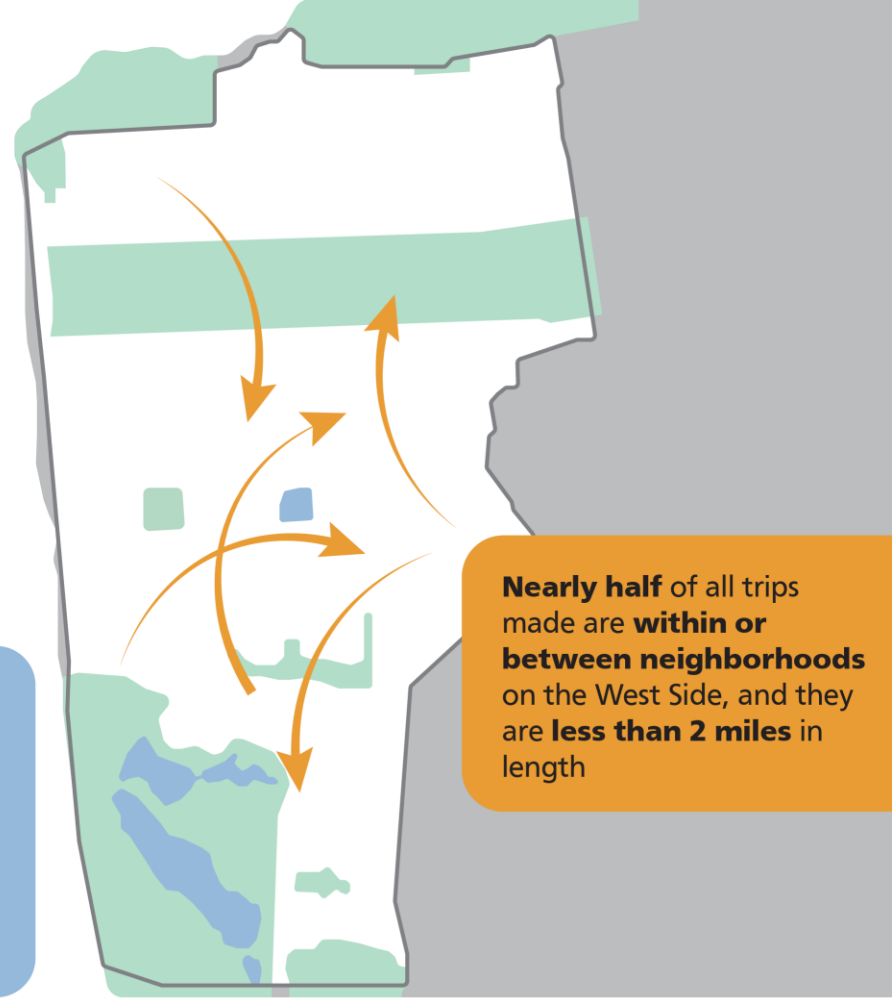 Nearly half of all trips
made are within or
between neighborhoods
on the West Side, and they
are less than 2 miles in
length